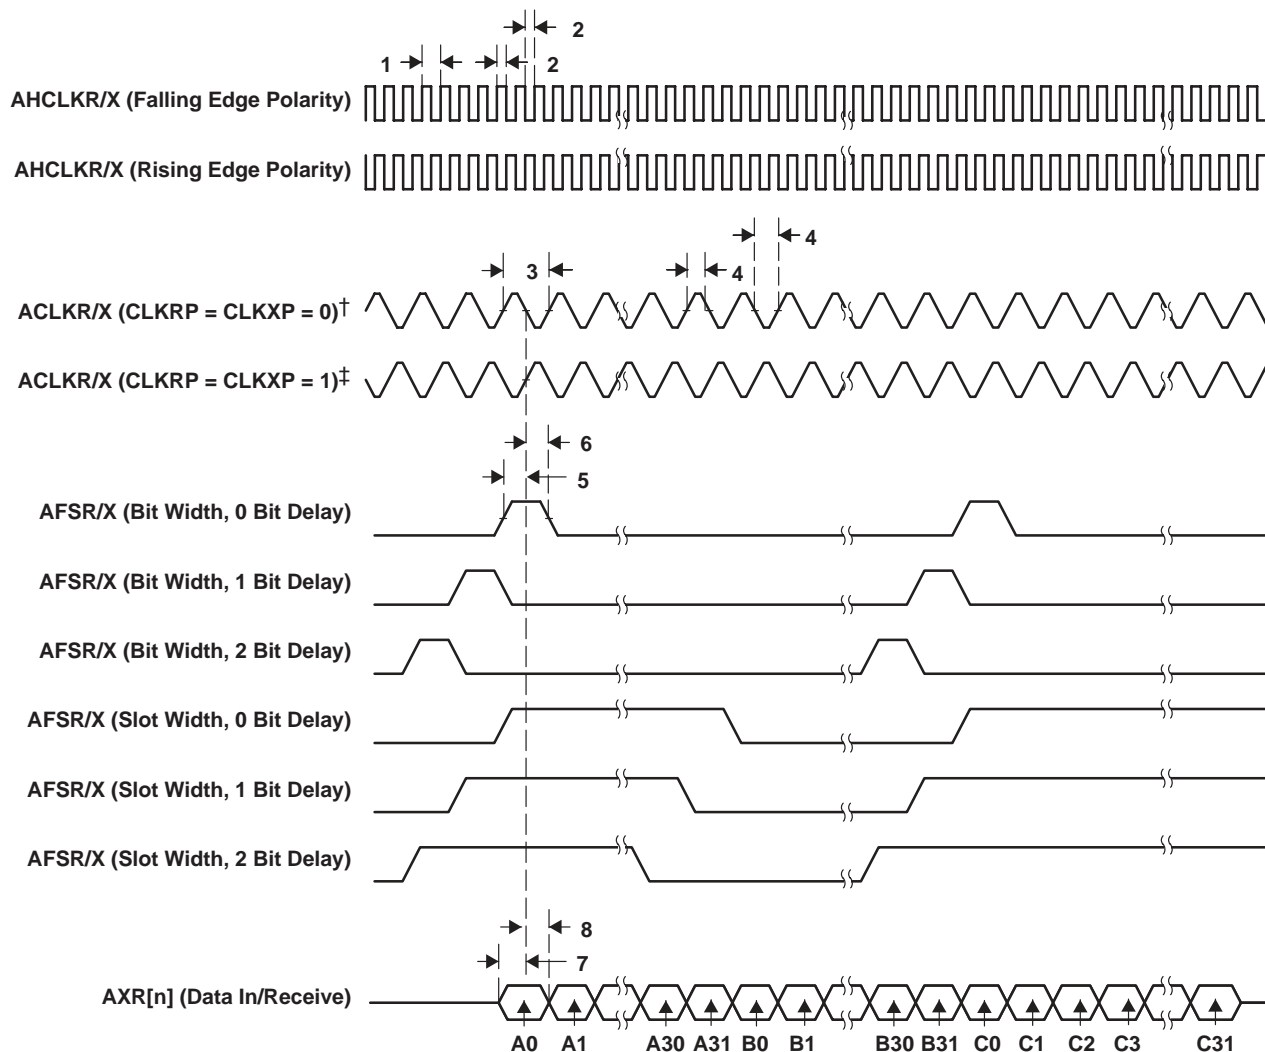 2
1
2
AHCLKR/X (Falling Edge Polarity)
AHCLKR/X (Rising Edge Polarity)
4
3
4
ACLKR/X (CLKRP = CLKXP = 0)†
ACLKR/X (CLKRP = CLKXP = 1)‡
6
5
AFSR/X (Bit Width, 0 Bit Delay)
AFSR/X (Bit Width, 1 Bit Delay)
AFSR/X (Bit Width, 2 Bit Delay)
AFSR/X (Slot Width, 0 Bit Delay)
AFSR/X (Slot Width, 1 Bit Delay)
AFSR/X (Slot Width, 2 Bit Delay)
8
7
AXR[n] (Data In/Receive)
A0 A1 A30 A31 B0 B1 B30 B31 C0 C1 C2 C3 C31